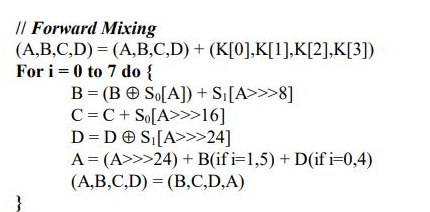 // Forward Mixing
(A,B,C,D) = (A,B,C,D) + (K[0],K[1],K[2],K[3])
For i = 0 to 7 do {
B = (B ⊕ S₀[A]) + S₁[A>>>8]
C = C + S₀[A>>>16]
D = D ⊕ S₁[A>>>24]
A = (A>>>24) + B(if i=1,5) + D(if i=0,4)
(A,B,C,D) = (B,C,D,A)
}